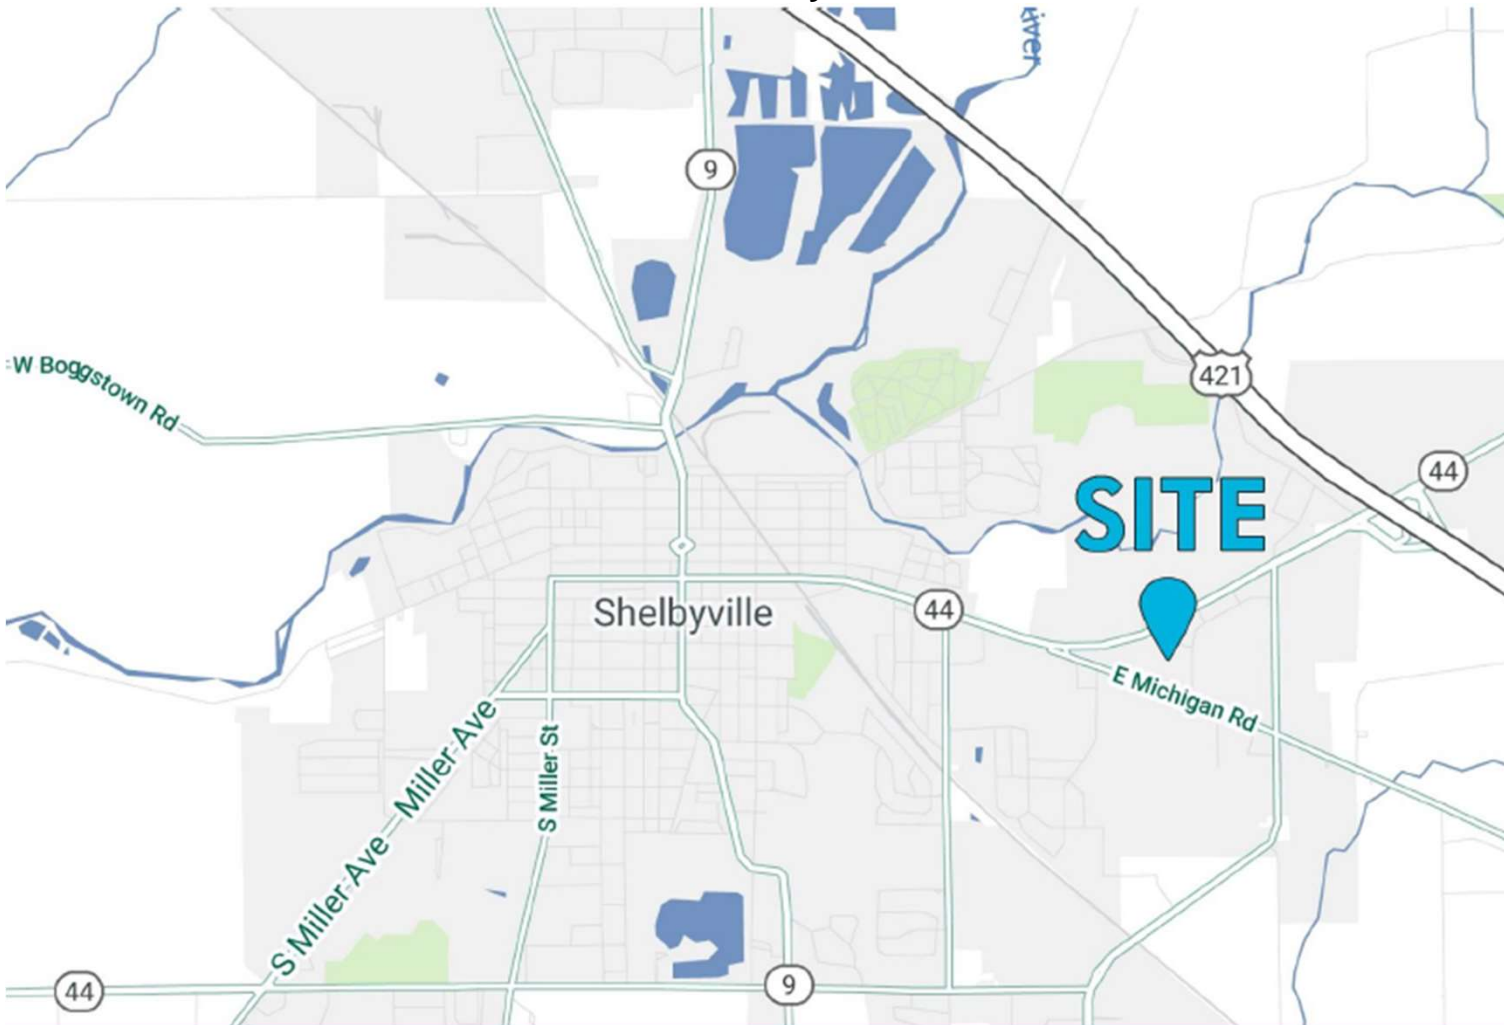 River
9
W Boggstown Rd
421
44
SITE
Shelbyville
44
E Michigan Rd
Miller Ave
S Miller St
S Miller Ave
44
9